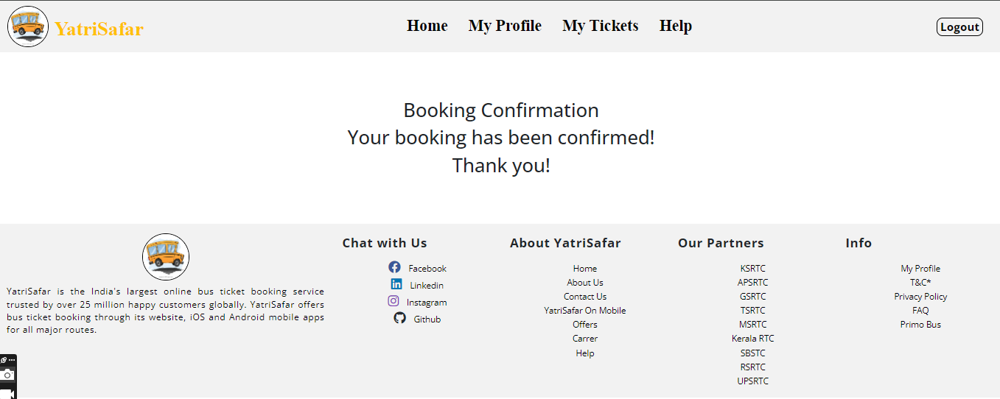 YatriSafar
Home
My Profile
My Tickets
Help
Logout
Booking Confirmation
Your booking has been confirmed!
Thank you!
YatriSafar is the India's largest online bus ticket booking service
trusted by over 25 million happy customers globally. YatriSafar offers
bus ticket booking through its website, iOS and Android mobile apps
for all major routes.
Chat with Us
Facebook
Linkedin
Instagram
Github
About YatriSafar
Home
About Us
Contact Us
YatriSafar On Mobile
Offers
Carrer
Help
Our Partners
KSRTC
APSRTC
GSRTC
TSRTC
MSRTC
Kerala RTC
SBSTC
RSRTC
UPSRTC
Info
My Profile
T&C*
Privacy Policy
FAQ
Primo Bus